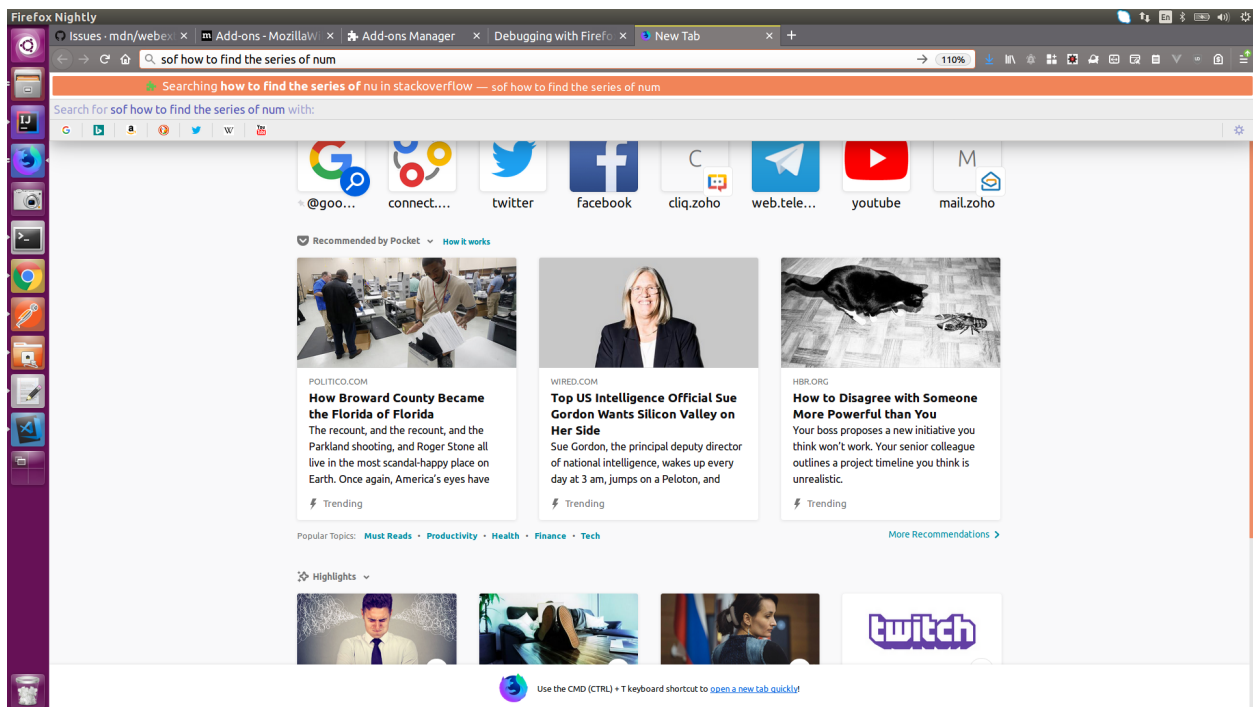 Firefox Nightly
En
Issues · mdn/webex
Add-ons - MozillaWi
Add-ons Manager
Debugging with Firefo
New Tab
sof how to find the series of num
110%
Searching how to find the series of nu in stackoverflow — sof how to find the series of num
Search for sof how to find the series of num with:
@goo...
connect....
twitter
facebook
C
cliq.zoho
web.tele...
youtube
M
mail.zoho
Recommended by Pocket
How it works
POLITICO.COM
How Broward County Became
the Florida of Florida
The recount, and the recount, and the
Parkland shooting, and Roger Stone all
live in the most scandal-happy place on
Earth. Once again, America's eyes have
Trending
WIRED.COM
Top US Intelligence Official Sue
Gordon Wants Silicon Valley on
Her Side
Sue Gordon, the principal deputy director
of national intelligence, wakes up every
day at 3 am, jumps on a Peloton, and
Trending
HBR.ORG
How to Disagree with Someone
More Powerful than You
Your boss proposes a new initiative you
think won't work. Your senior colleague
outlines a project timeline you think is
unrealistic.
Trending
Popular Topics: Must Reads · Productivity · Health · Finance · Tech
More Recommendations
Highlights
twitch
Use the CMD (CTRL) + T keyboard shortcut to open a new tab quickly!